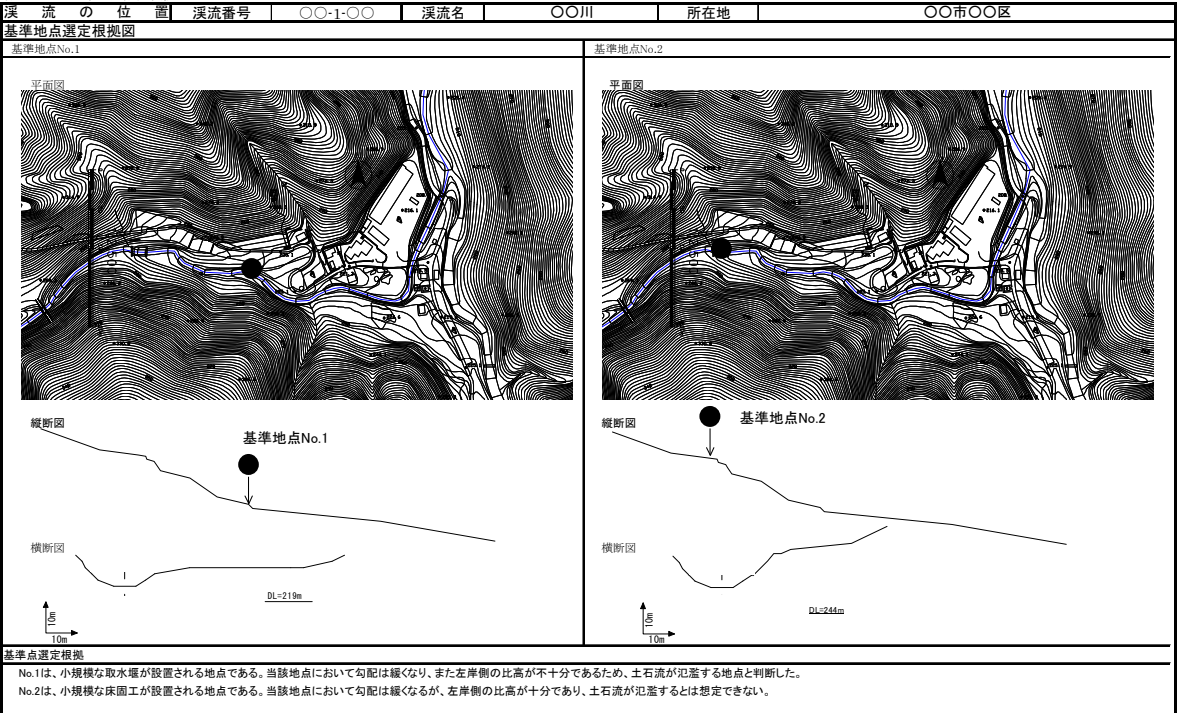 渓流の位置 渓流番号 〇〇-1-〇〇 渓流名 〇〇川 所在地 〇〇市〇〇区
基準地点選定根拠図
基準地点No.1 基準地点No.2
平面図 平面図
縦断図 縦断図
基準地点No.1 基準地点No.2
横断図 横断図
DL=219m DL=244m
10m 10m
10m 10m
基準点選定根拠
No.1は、小規模な取水堰が設置される地点である。当該地点において勾配は緩くなり、また左岸側の比高が不十分であるため、土石流が氾濫する地点と判断した。
No.2は、小規模な床固工が設置される地点である。当該地点において勾配は緩くなるが、左岸側の比高が十分であり、土石流が氾濫するとは想定できない。